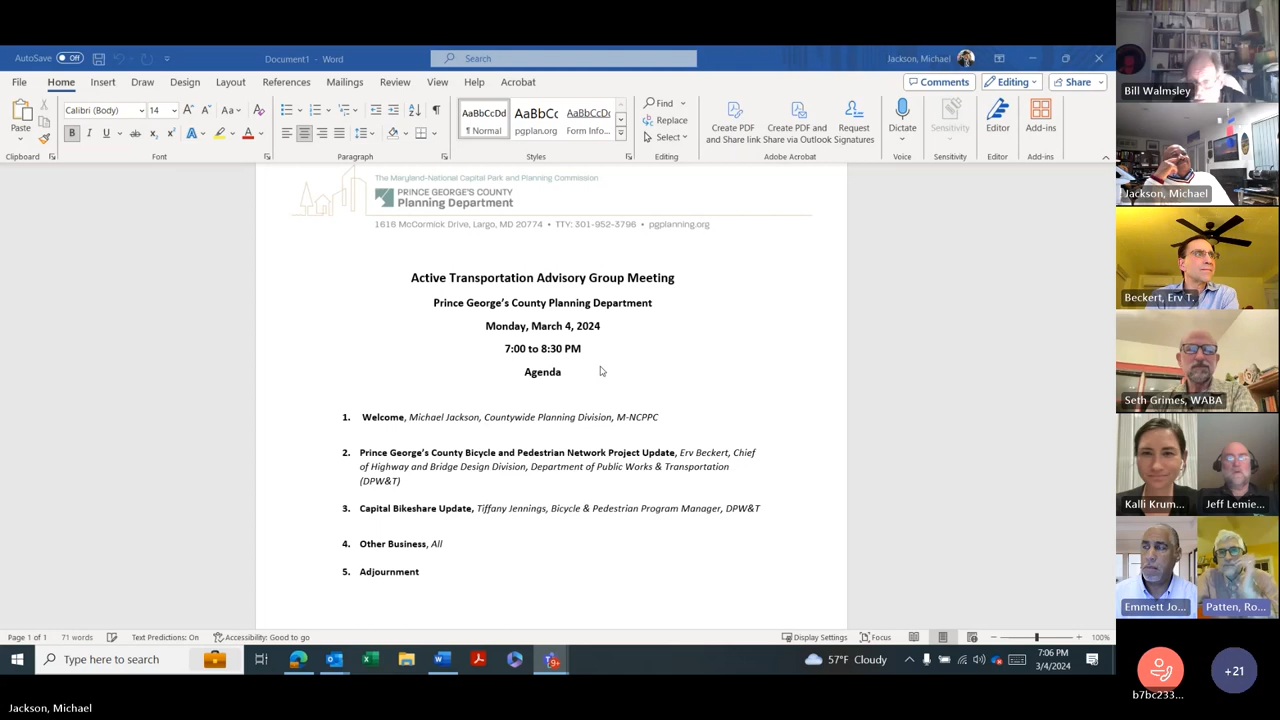 AutoSave Off
Document1 - Word
Search
Jackson, Michael
File Home Insert Draw Design Layout References Mailings Review View Help Acrobat
Comments Editing Share
Paste
Calibri (Body) 14
Aa
B I U ab
AaBbCcDd AaBbCc AaBbCcDc
¶ Normal pgplan.org Form Info...
Find
Replace
Select
Create PDF and Share link
Create PDF and Share via Outlook
Request Signatures
Dictate
Sensitivity
Editor
Add-ins
Clipboard Font Paragraph Styles Editing Adobe Acrobat Voice Sensitivity Editor Add-ins
The Maryland-National Capital Park and Planning Commission
PRINCE GEORGE'S COUNTY
Planning Department
1616 McCormick Drive, Largo, MD 20774 • TTY: 301-952-3796 • pgplanning.org
Active Transportation Advisory Group Meeting
Prince George's County Planning Department
Monday, March 4, 2024
7:00 to 8:30 PM
Agenda
1. Welcome, Michael Jackson, Countywide Planning Division, M-NCPPC
2. Prince George's County Bicycle and Pedestrian Network Project Update, Erv Beckert, Chief
of Highway and Bridge Design Division, Department of Public Works & Transportation
(DPW&T)
3. Capital Bikeshare Update, Tiffany Jennings, Bicycle & Pedestrian Program Manager, DPW&T
4. Other Business, All
5. Adjournment
Page 1 of 1 71 words Text Predictions: On Accessibility: Good to go
Display Settings Focus 100%
Type here to search
9+
57°F Cloudy
7:06 PM
3/4/2024
Bill Walmsley
Jackson, Michael
Beckert, Erv T.
Seth Grimes, WABA
Kalli Krum...
Jeff Lemie...
Emmett Jo...
Patten, Ro...
b7bc233...
+21
Jackson, Michael